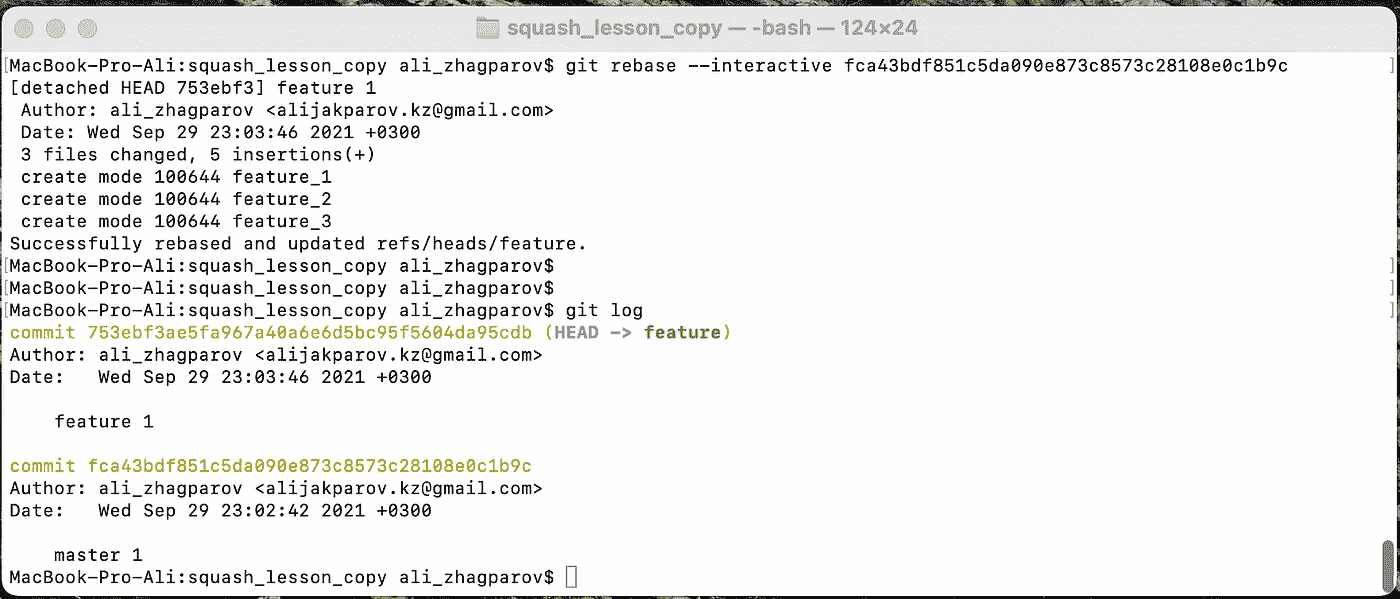 squash_lesson_copy — -bash — 124×24
[MacBook-Pro-Ali:squash_lesson_copy ali_zhagparov$ git rebase --interactive fca43bdf851c5da090e873c8573c28108e0c1b9c ]
[detached HEAD 753ebf3] feature 1
 Author: ali_zhagparov <alijakparov.kz@gmail.com>
 Date: Wed Sep 29 23:03:46 2021 +0300
 3 files changed, 5 insertions(+)
 create mode 100644 feature_1
 create mode 100644 feature_2
 create mode 100644 feature_3
Successfully rebased and updated refs/heads/feature.
[MacBook-Pro-Ali:squash_lesson_copy ali_zhagparov$ ]
[MacBook-Pro-Ali:squash_lesson_copy ali_zhagparov$ ]
[MacBook-Pro-Ali:squash_lesson_copy ali_zhagparov$ git log ]
commit 753ebf3ae5fa967a40a6e6d5bc95f5604da95cdb (HEAD -> feature)
Author: ali_zhagparov <alijakparov.kz@gmail.com>
Date:   Wed Sep 29 23:03:46 2021 +0300
    feature 1
commit fca43bdf851c5da090e873c8573c28108e0c1b9c
Author: ali_zhagparov <alijakparov.kz@gmail.com>
Date:   Wed Sep 29 23:02:42 2021 +0300
    master 1
MacBook-Pro-Ali:squash_lesson_copy ali_zhagparov$